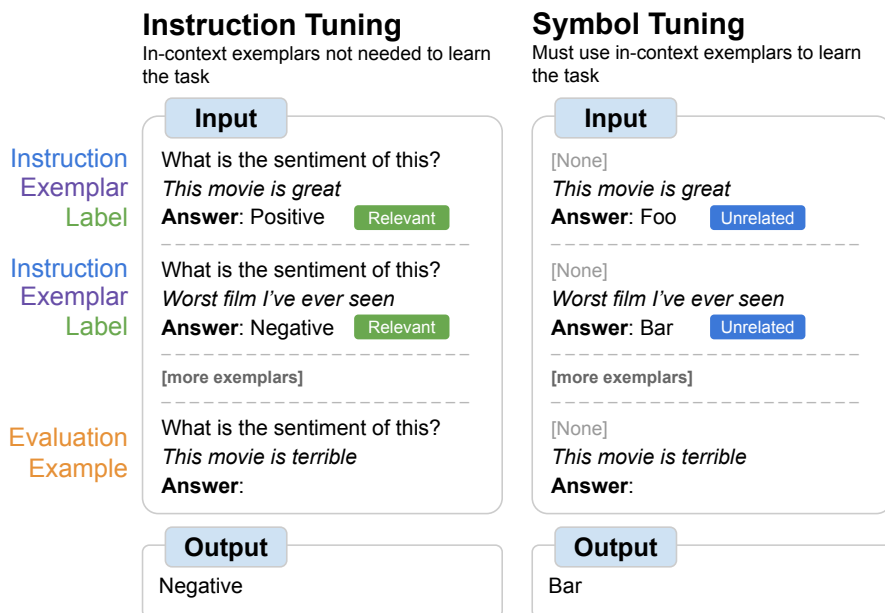 Instruction Tuning
In-context exemplars not needed to learn
the task
Symbol Tuning
Must use in-context exemplars to learn
the task
Instruction
Exemplar
Label
Instruction
Exemplar
Label
Evaluation
Example
Input
What is the sentiment of this?
This movie is great
Answer: Positive Relevant
What is the sentiment of this?
Worst film I've ever seen
Answer: Negative Relevant
[more exemplars]
What is the sentiment of this?
This movie is terrible
Answer:
Output
Negative
Input
[None]
This movie is great
Answer: Foo Unrelated
[None]
Worst film I've ever seen
Answer: Bar Unrelated
[more exemplars]
[None]
This movie is terrible
Answer:
Output
Bar